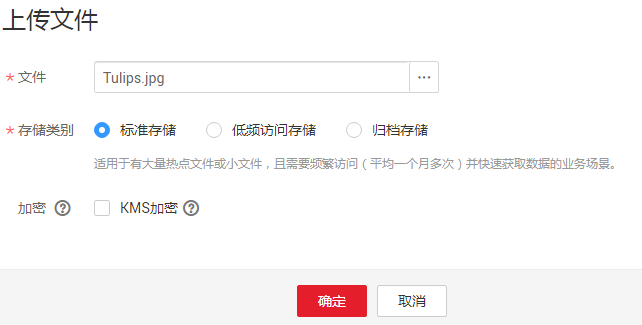 上传文件
* 文件 Tulips.jpg ...
* 存储类别 标准存储 低频访问存储 归档存储
适用于有大量热点文件或小文件，且需要频繁访问（平均一个月多次）并快速获取数据的业务场景。
加密 ? KMS加密 ?
确定 取消